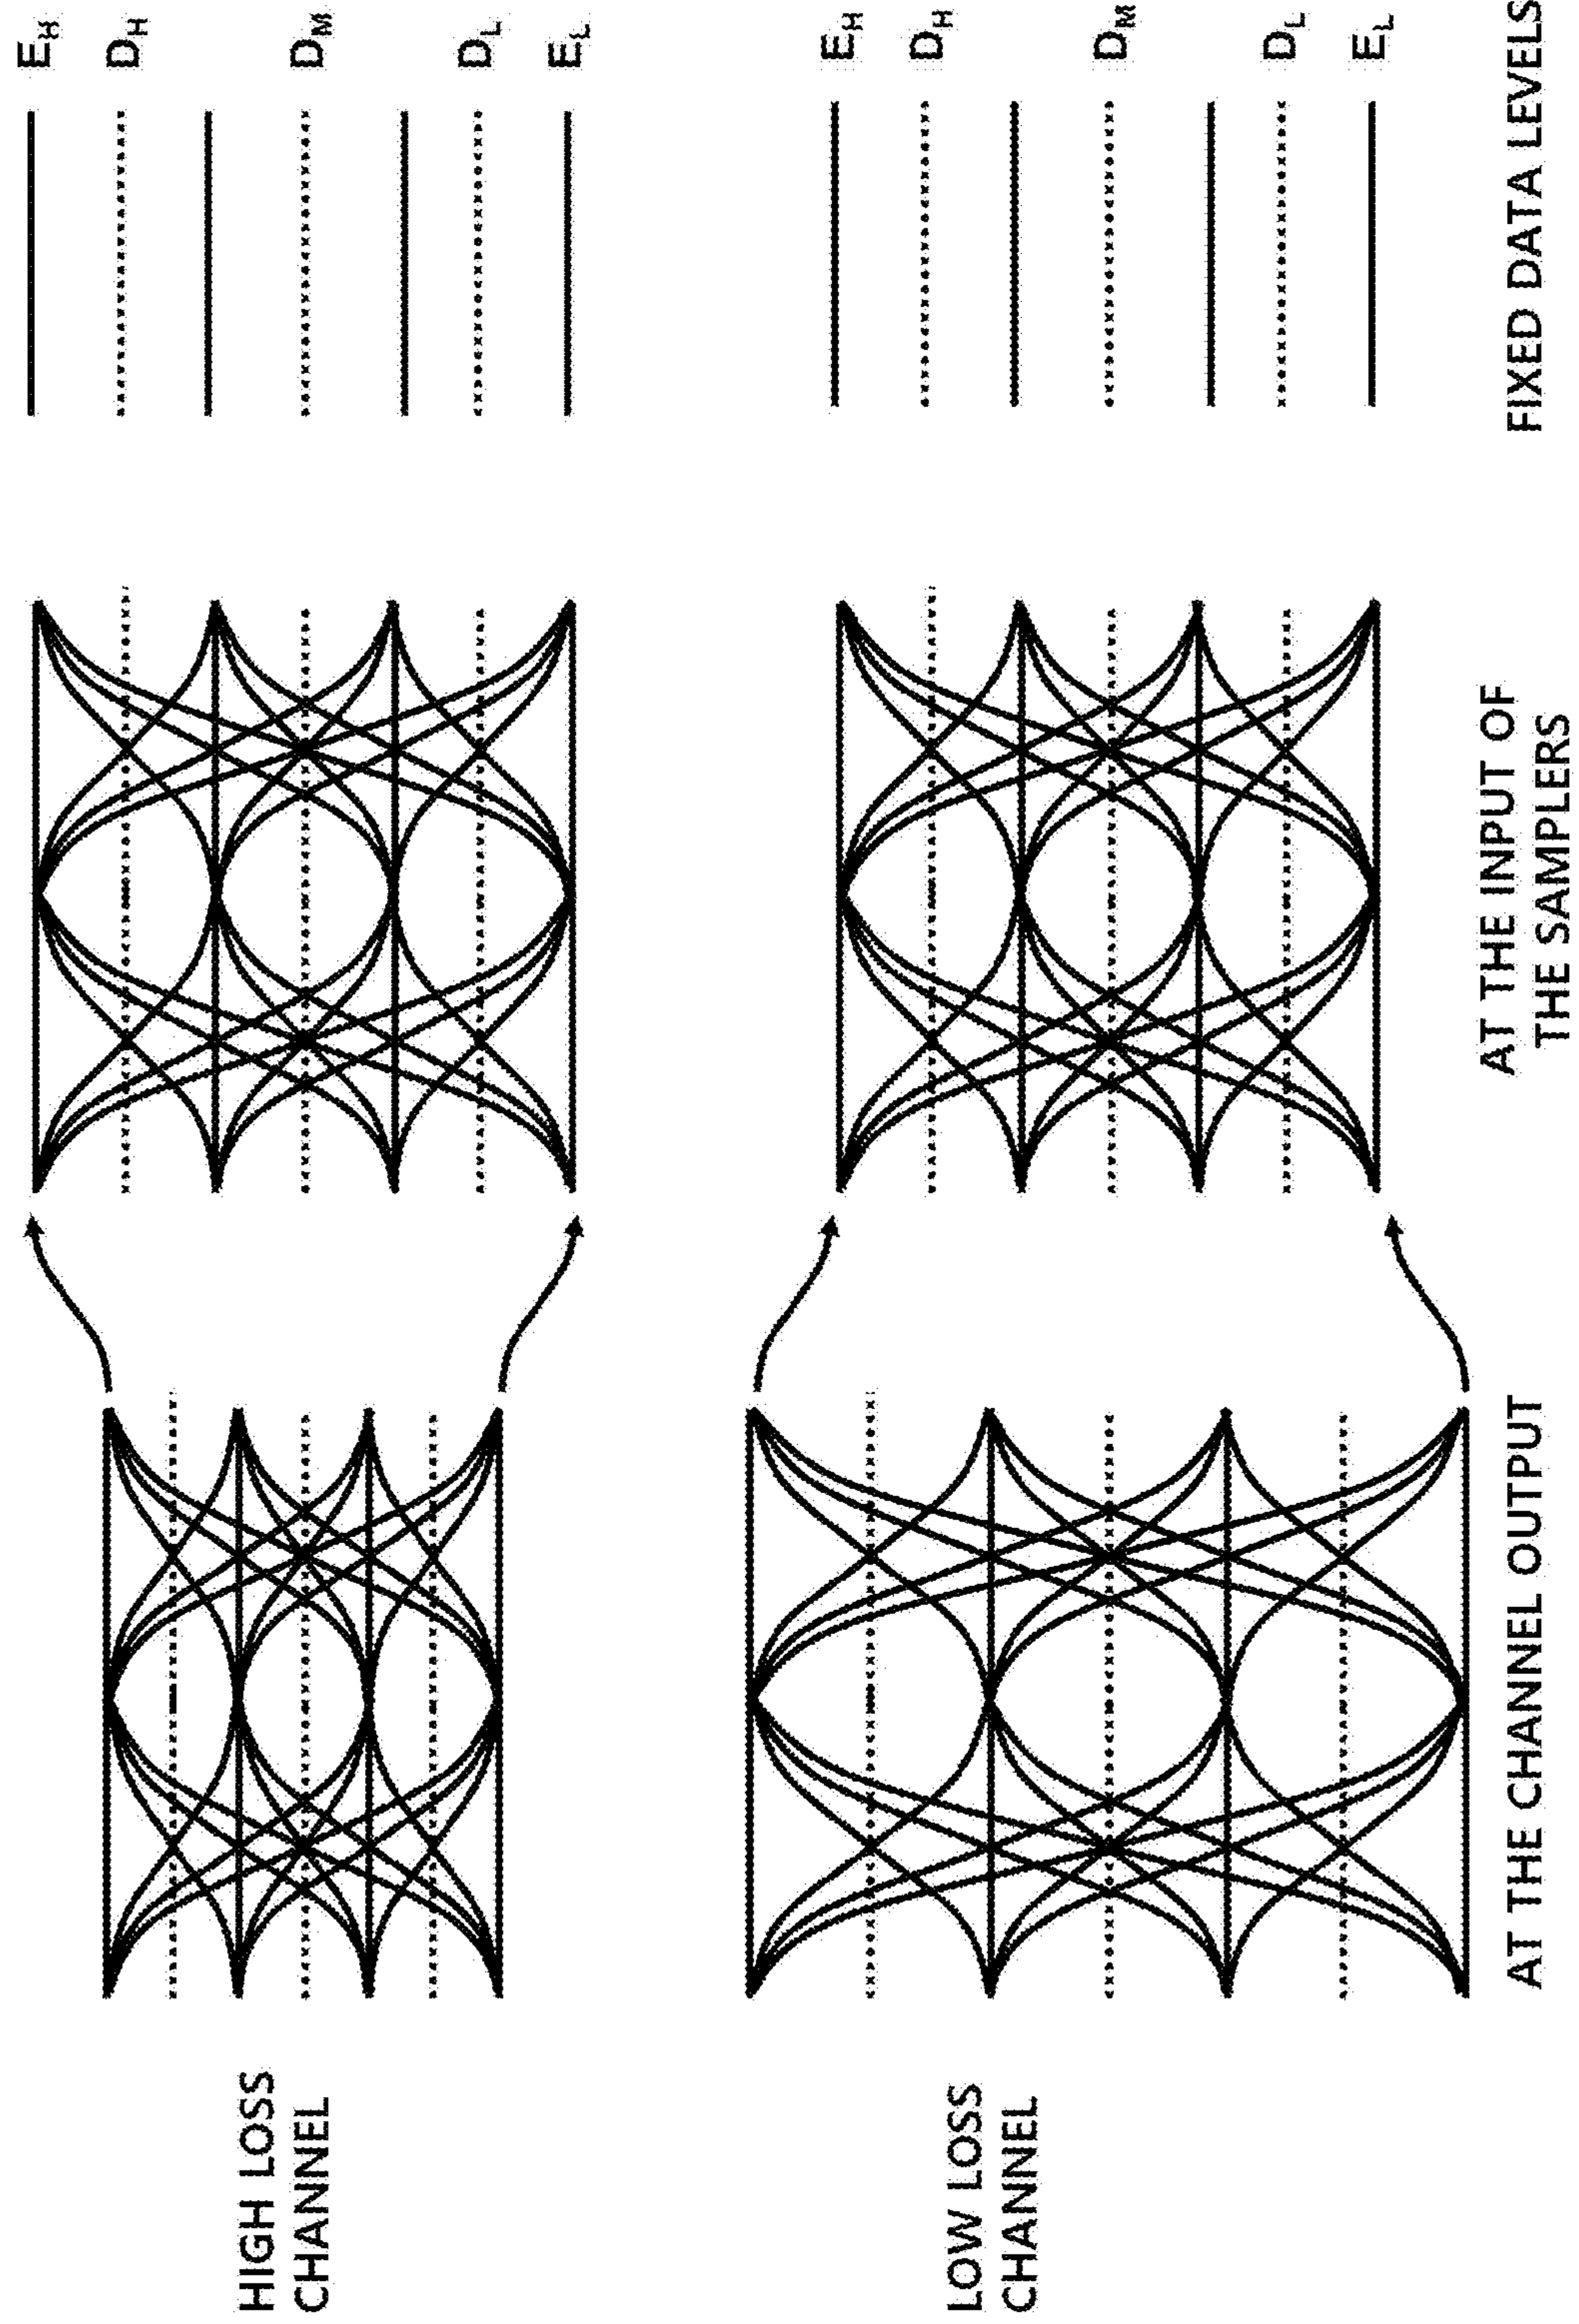 HIGH LOSS
CHANNEL
E_H
D_H
D_M
D_L
E_L
LOW LOSS
CHANNEL
E_H
D_H
D_M
D_L
E_L
AT THE CHANNEL OUTPUT
AT THE INPUT OF
THE SAMPLERS
FIXED DATA LEVELS